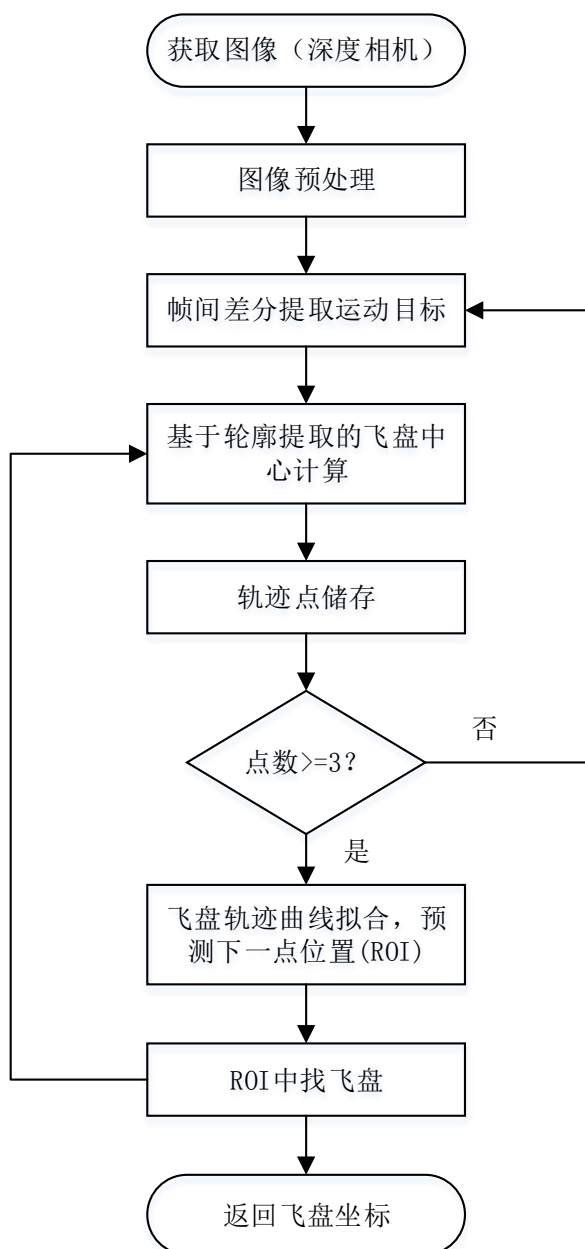 获取图像（深度相机）
图像预处理
帧间差分提取运动目标
基于轮廓提取的飞盘中
心计算
轨迹点储存
点数>=3？
否
是
飞盘轨迹曲线拟合，预
测下一点位置(ROI)
ROI中找飞盘
返回飞盘坐标